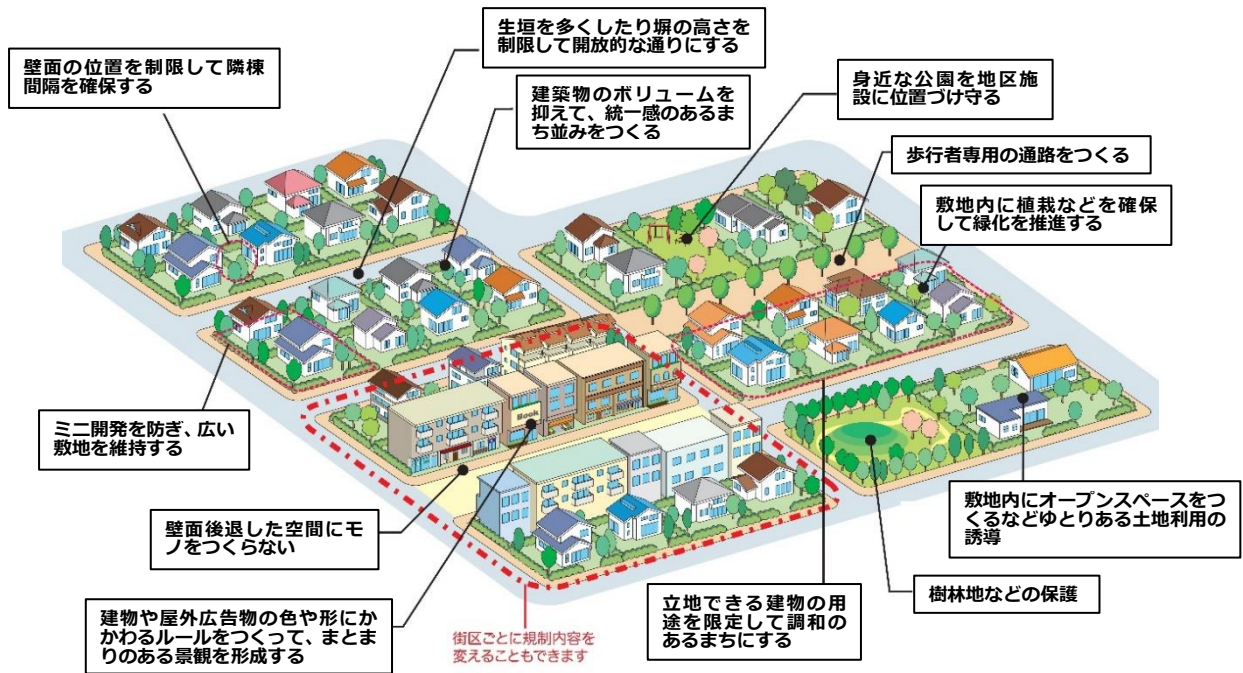 生垣を多くしたり塀の高さを
制限して開放的な通りにする
壁面の位置を制限して隣棟
間隔を確保する
建築物のボリュームを
抑えて、統一感のあるま
ち並みをつくる
身近な公園を地区施
設に位置づけ守る
歩行者専用の通路をつくる
敷地内に植栽などを確保
して緑化を推進する
Book
ミニ開発を防ぎ、広い
敷地を維持する
壁面後退した空間にモ
ノをつくらない
敷地内にオープンスペースをつ
くるなどゆとりある土地利用の
誘導
建物や屋外広告物の色や形にか
かわるルールをつくって、まとま
りのある景観を形成する
街区ごとに規制内容を
変えることもできます
立地できる建物の用
途を限定して調和の
あるまちにする
樹林地などの保護